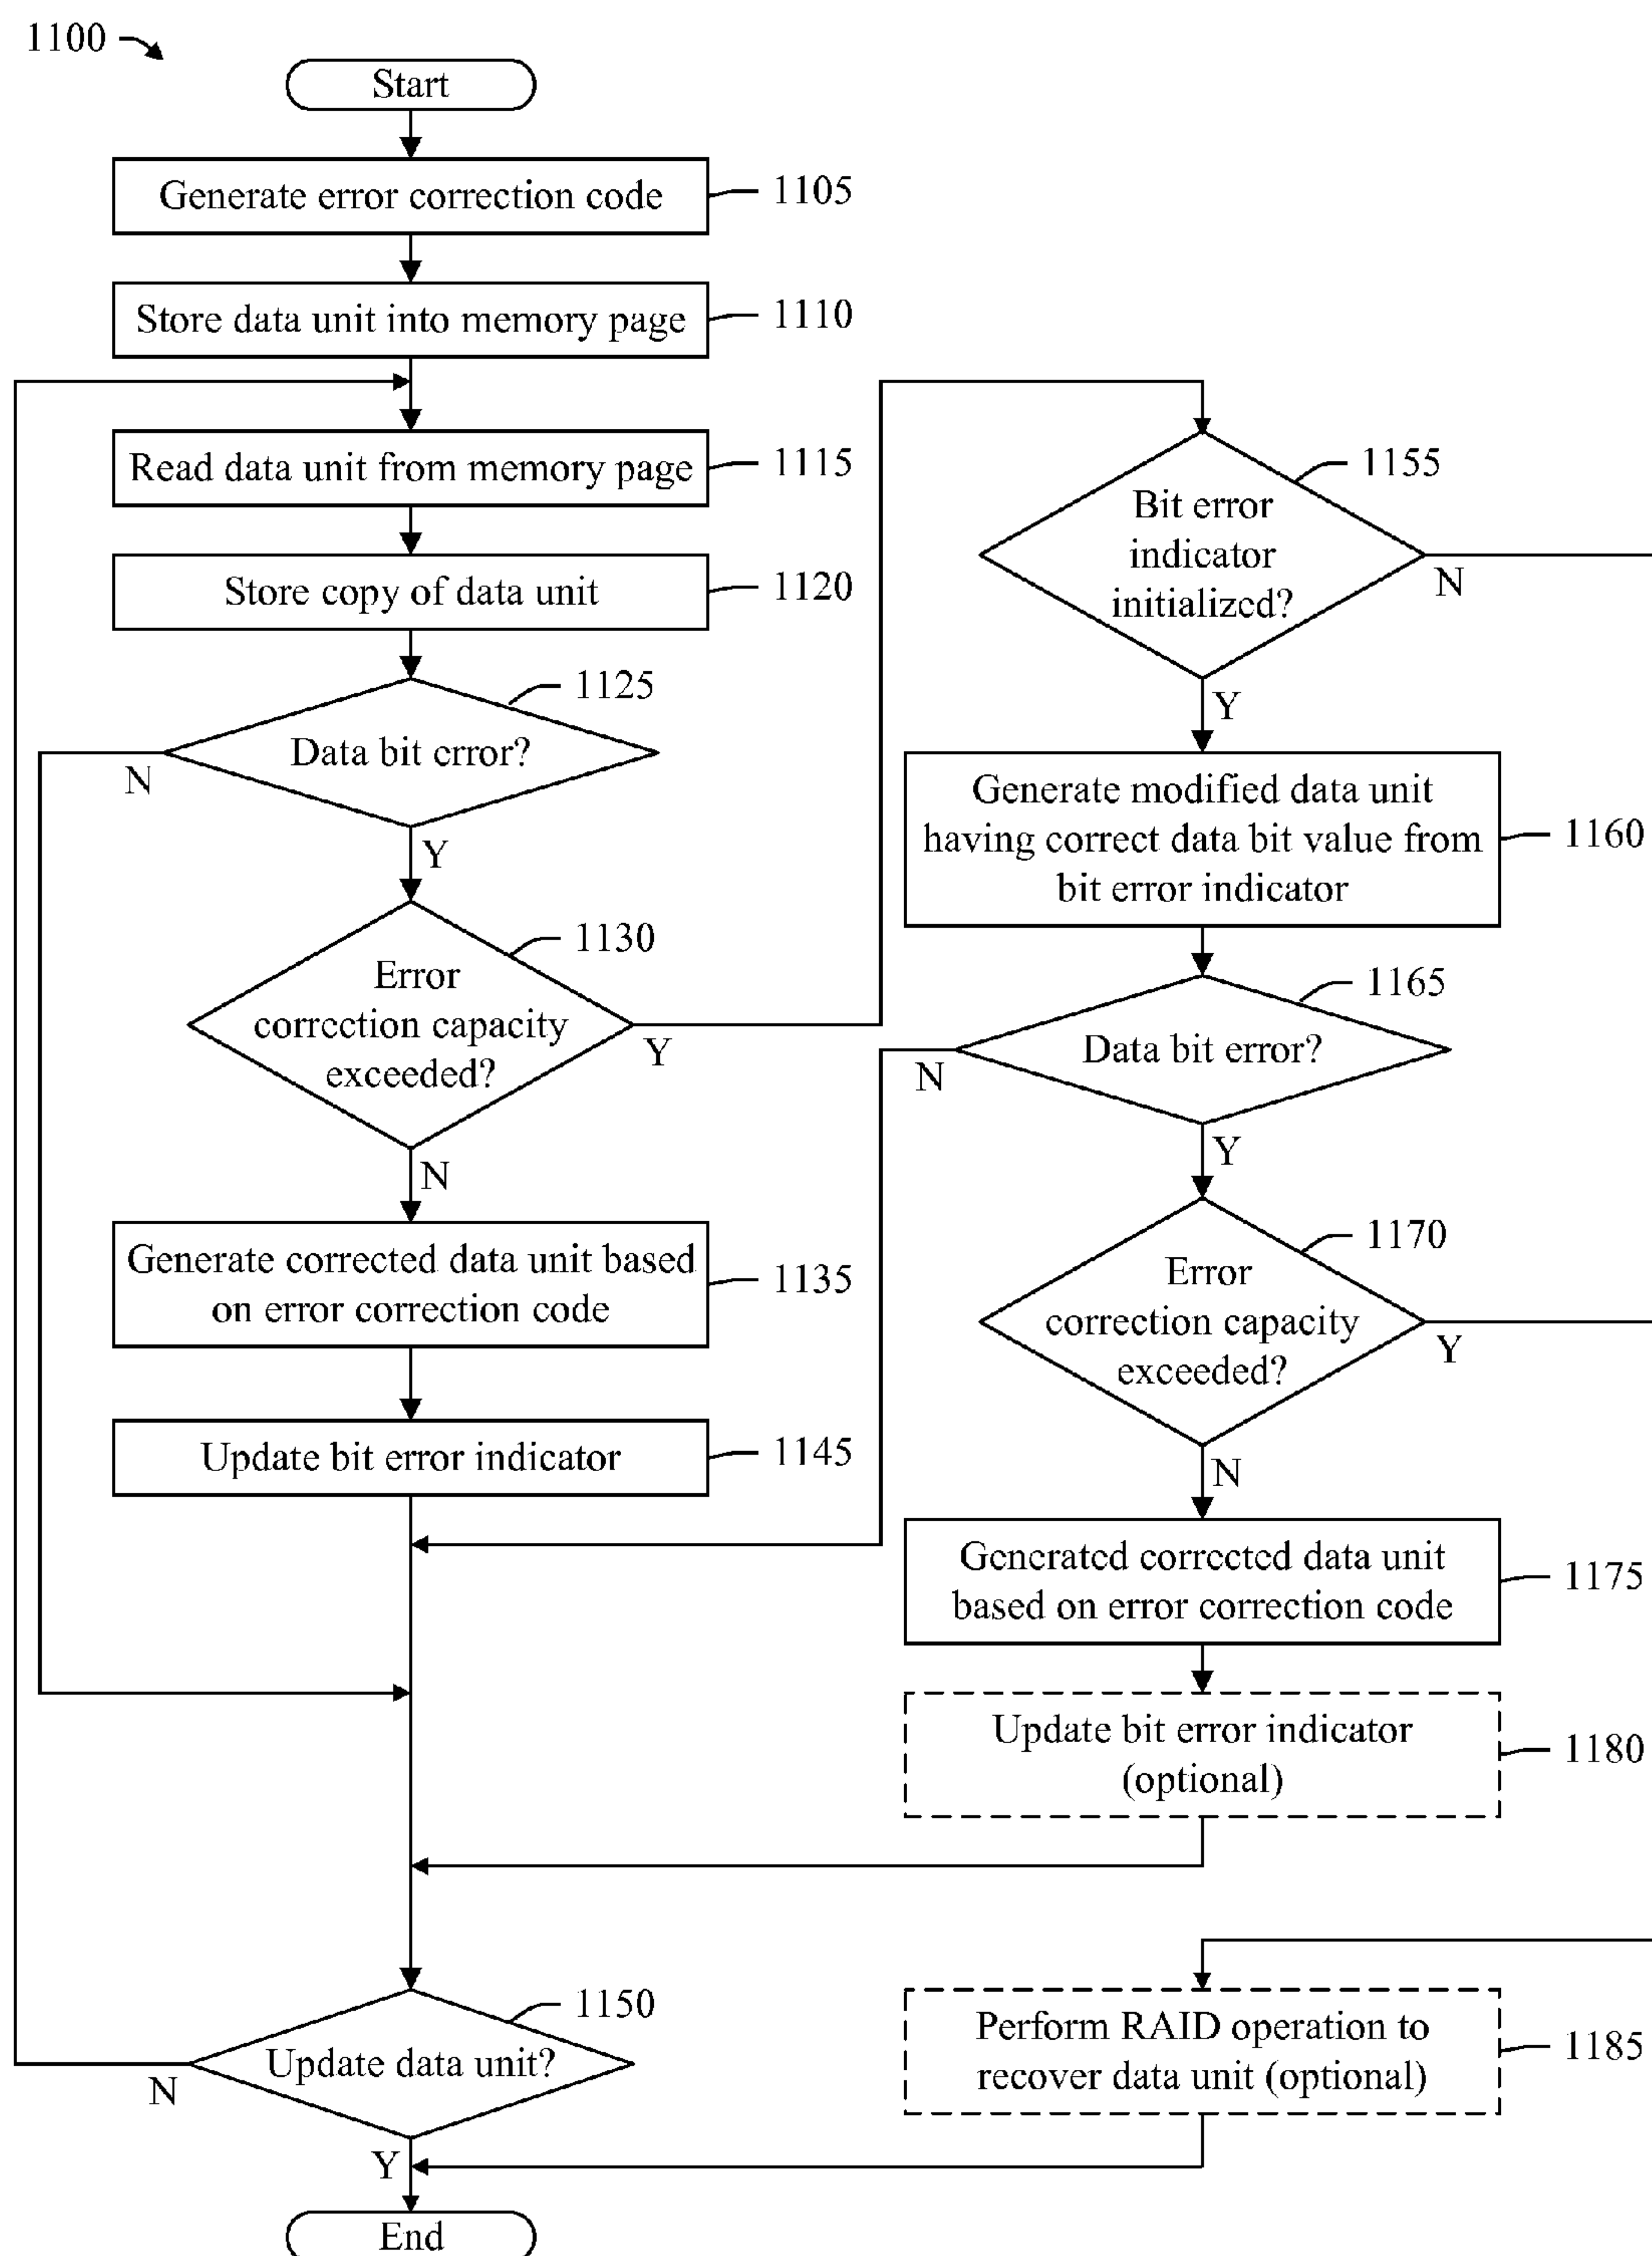 1100
Start
Generate error correction code
1105
Store data unit into memory page
1110
Read data unit from memory page
1115
Store copy of data unit
1120
Data bit error?
1125
N
Y
Error
correction capacity
exceeded?
1130
Y
N
Generate corrected data unit based
on error correction code
1135
Update bit error indicator
1145
Update data unit?
1150
N
Y
End
Bit error
indicator
initialized?
1155
N
Y
Generate modified data unit
having correct data bit value from
bit error indicator
1160
Data bit error?
1165
N
Y
Error
correction capacity
exceeded?
1170
Y
N
Generated corrected data unit
based on error correction code
1175
Update bit error indicator
(optional)
1180
Perform RAID operation to
recover data unit (optional)
1185